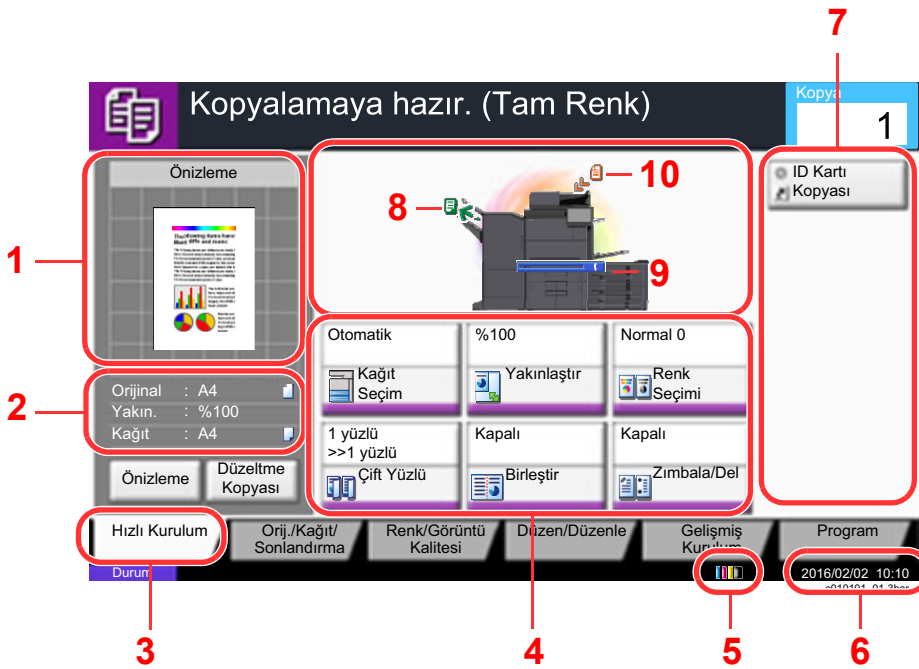 7
Kopyalamaya hazır. (Tam Renk)
Kopya
1
Önizleme
10
8
9
1
ID Kartı
Kopyası
Otomatik
%100
Normal 0
Kağıt
Seçim
Yakınlaştır
Renk
Seçimi
2
Orijinal : A4
Yakın. : %100
Kağıt : A4
1 yüzlü
>>1 yüzlü
Kapalı
Kapalı
Çift Yüzlü
Birleştir
Zımbala/Del
Önizleme
Düzeltme
Kopyası
Hızlı Kurulum
Orij./Kağıt/
Sonlandırma
Renk/Görüntü
Kalitesi
Düzen/Düzenle
Gelişmiş
Kurulum
Program
Durum
2016/02/02 10:10
3
4
5
6